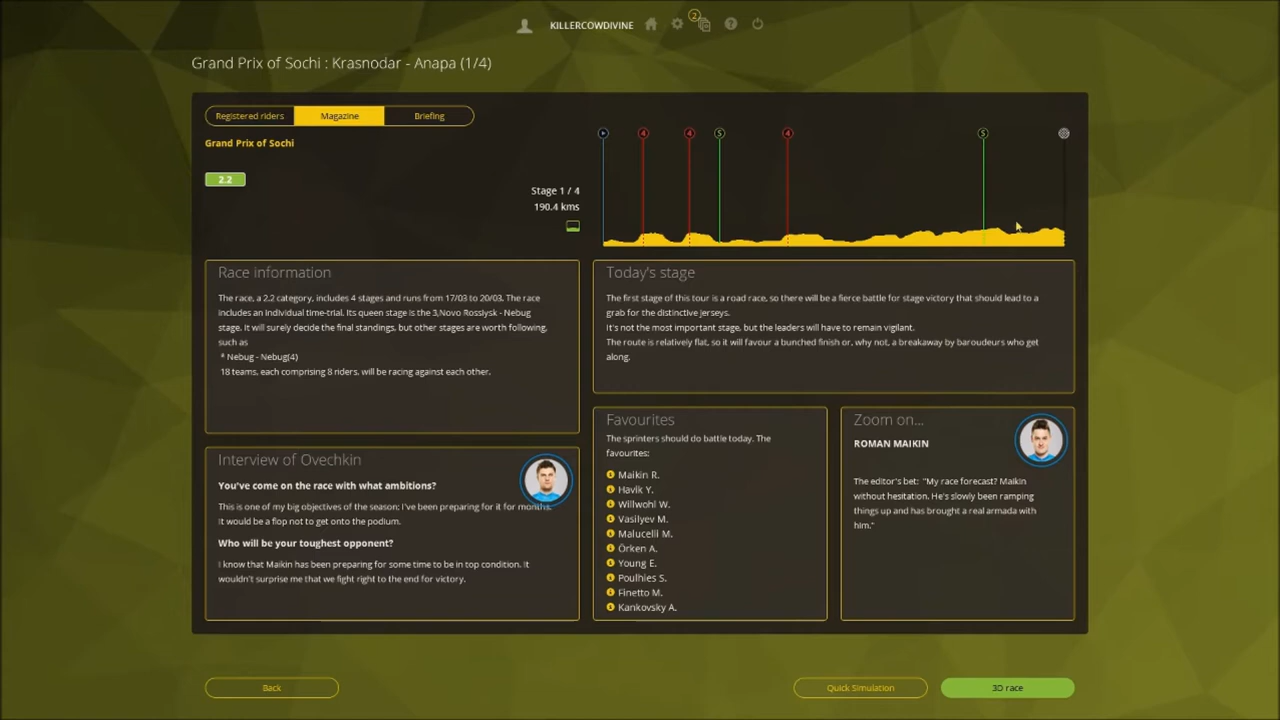 KILLERCOWDIVINE
2
Grand Prix of Sochi : Krasnodar - Anapa (1/4)
Registered riders
Magazine
Briefing
Grand Prix of Sochi
2.2
Stage 1 / 4
190.4 kms
4
4
S
4
S
Race information
The race, a 2.2 category, includes 4 stages and runs from 17/03 to 20/03. The race
includes an individual time-trial. Its queen stage is the 3,Novo Rosslysk - Nebug
stage, it will surely decide the final standings, but other stages are worth following,
such as
* Nebug - Nebug(4)
18 teams, each comprising 8 riders, will be racing against each other.
Today's stage
The first stage of this tour is a road race, so there will be a fierce battle for stage victory that should lead to a
grab for the distinctive jerseys.
It's not the most important stage, but the leaders will have to remain vigilant.
The route is relatively flat, so it will favour a bunched finish or, why not, a breakaway by baroudeurs who get
along.
Interview of Ovechkin
You've come on the race with what ambitions?
This is one of my big objectives of the season; I've been preparing for it for months.
It would be a flop not to get onto the podium.
Who will be your toughest opponent?
I know that Maikin has been preparing for some time to be in top condition. It
wouldn't surprise me that we fight right to the end for victory.
Favourites
The sprinters should do battle today. The
favourites:
Maikin R.
Havik Y.
Willwohl W.
Vasilyev M.
Malucelli M.
Örken A.
Young E.
Poulhies S.
Finetto M.
Kankovsky A.
Zoom on...
ROMAN MAIKIN
The editor's bet: "My race forecast? Maikin
without hesitation. He's slowly been ramping
things up and has brought a real armada with
him."
Back
Quick Simulation
3D race